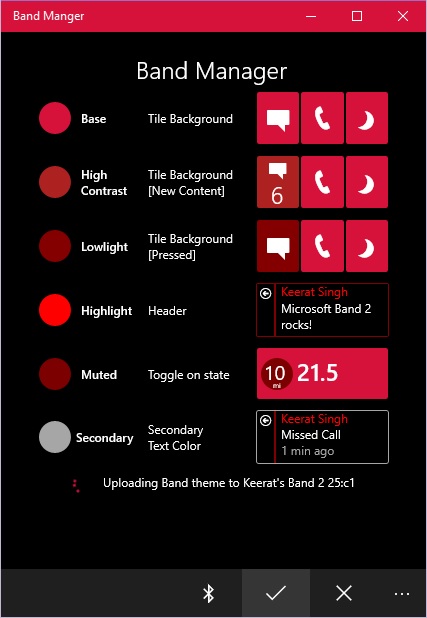 Band Manger
Band Manager
Base
Tile Background
High
Contrast
Tile Background
[New Content]
6
Lowlight
Tile Background
[Pressed]
Highlight
Header
Keerat Singh
Microsoft Band 2
rocks!
Muted
Toggle on state
10
mi
21.5
Secondary
Secondary
Text Color
Keerat Singh
Missed Call
1 min ago
Uploading Band theme to Keerat's Band 2 25:c1